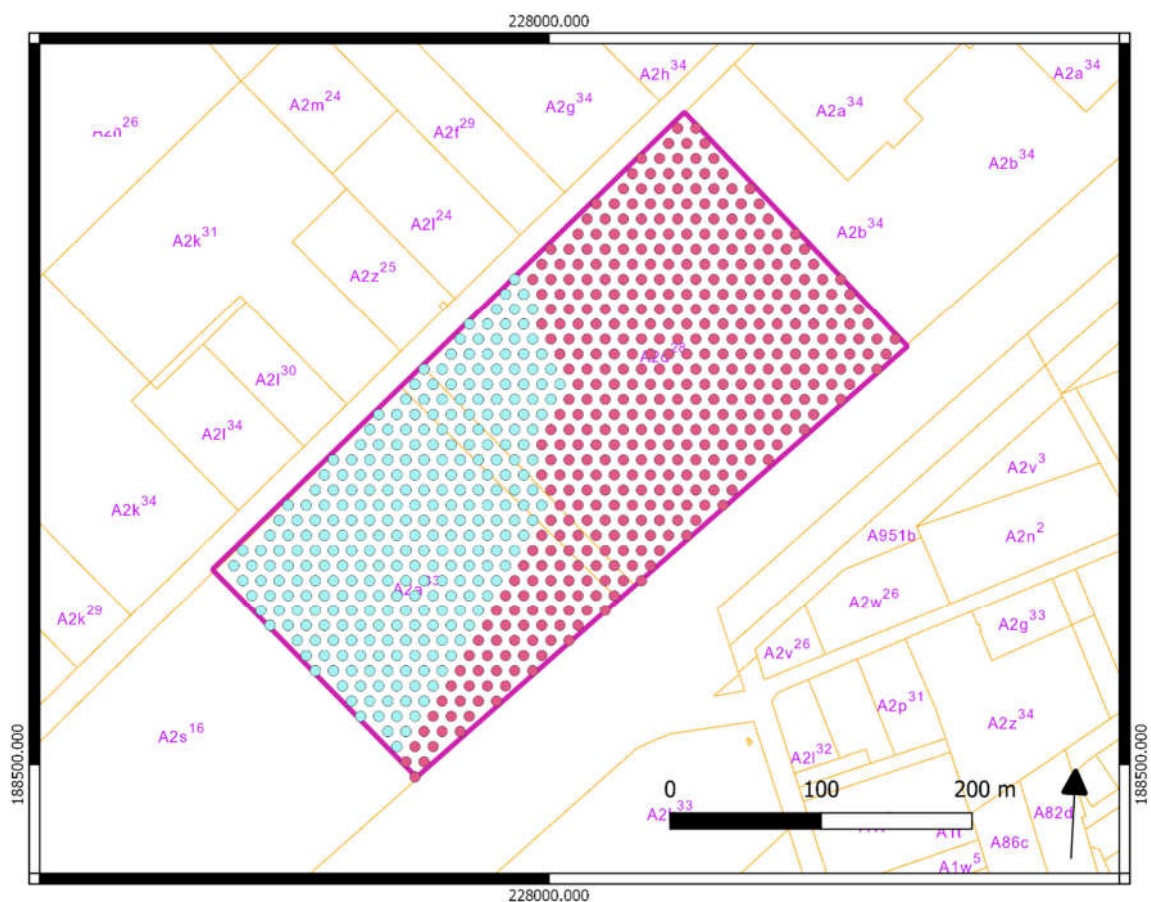 228000.000
A2h³⁴
A2a³⁴
A2m²⁴
A2g³⁴
A2a³⁴
A2f²⁹
A2b³⁴
A2l²⁴
A2b³⁴
A2k³¹
A2z²⁵
A2l³⁰
A2l³⁴
A2v³
A2k³⁴
A951b
A2n²
A2w²⁶
A2k²⁹
A2g³³
A2v²⁶
A2p³¹
A2z³⁴
A2s¹⁶
A2l³²
188500.000
188500.000
0 100 200 m
A82d
A86c
A1w⁵
228000.000